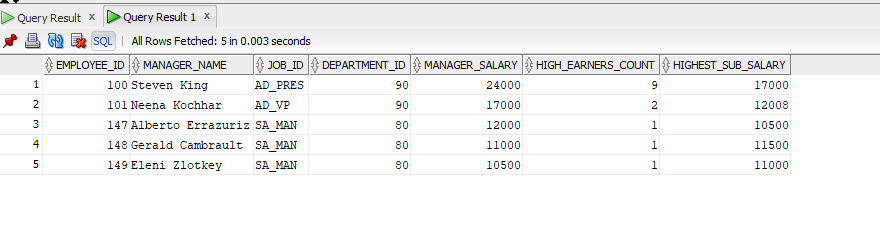 Query Result x Query Result 1 x
SQL | All Rows Fetched: 5 in 0.003 seconds
EMPLOYEE_ID MANAGER_NAME JOB_ID DEPARTMENT_ID MANAGER_SALARY HIGH_EARNERS_COUNT HIGHEST_SUB_SALARY
1 100 Steven King AD_PRES 90 24000 9 17000
2 101 Neena Kochhar AD_VP 90 17000 2 12008
3 147 Alberto Errazuriz SA_MAN 80 12000 1 10500
4 148 Gerald Cambrault SA_MAN 80 11000 1 11500
5 149 Eleni Zlotkey SA_MAN 80 10500 1 11000